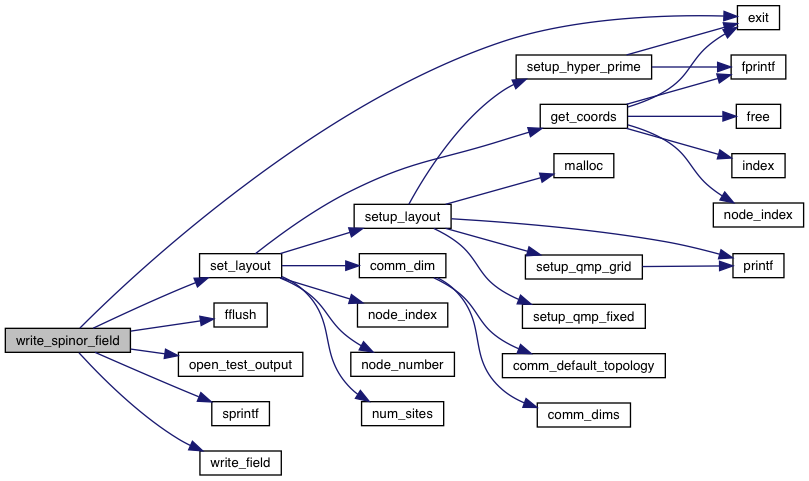 exit
setup_hyper_prime
fprintf
get_coords
free
malloc
index
setup_layout
node_index
set_layout
comm_dim
setup_qmp_grid
printf
fflush
node_index
setup_qmp_fixed
write_spinor_field
open_test_output
node_number
comm_default_topology
sprintf
num_sites
comm_dims
write_field